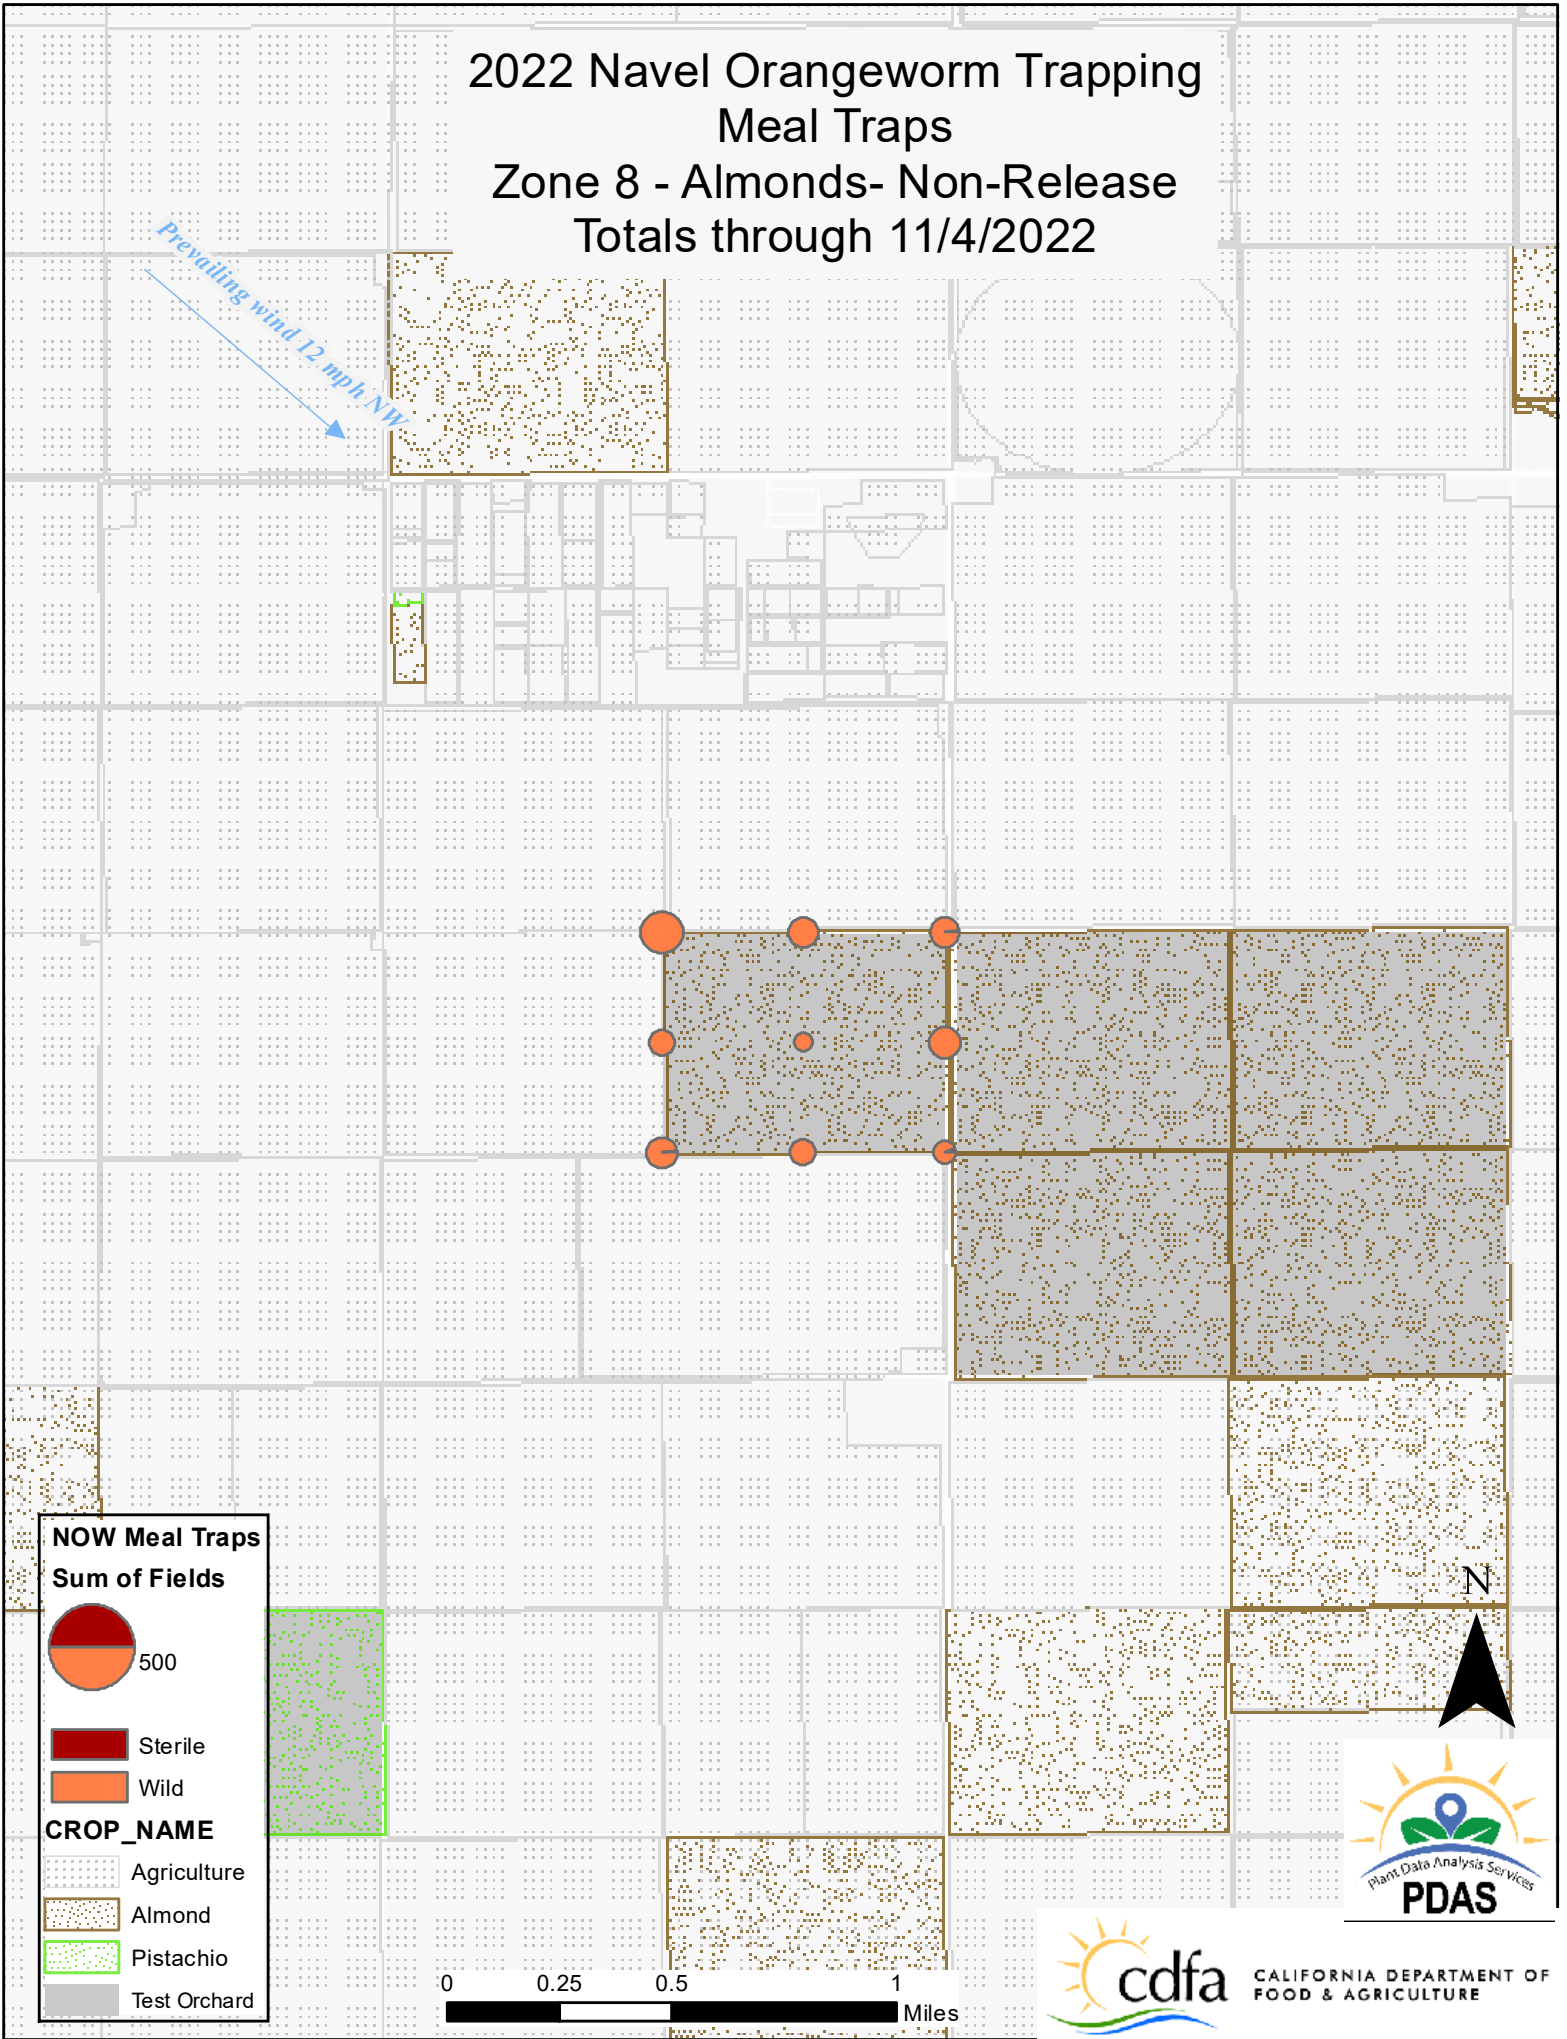 2022 Navel Orangeworm Trapping
Meal Traps
Zone 8 - Almonds- Non-Release
Totals through 11/4/2022
Prevailing wind 12 mph NW
NOW Meal Traps
Sum of Fields
500
Sterile
Wild
CROP_NAME
Agriculture
Almond
Pistachio
Test Orchard
0 0.25 0.5 1
Miles
N
Plant Data Analysis Services
PDAS
cdfa
CALIFORNIA DEPARTMENT OF
FOOD & AGRICULTURE